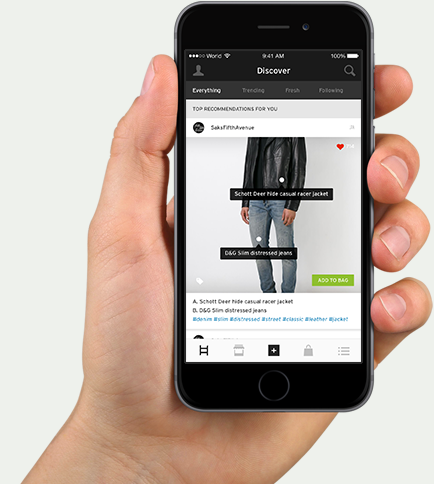 World 9:41 AM 100%
Discover
Everything Trending Fresh Following
TOP RECOMMENDATIONS FOR YOU
SaksFifthAvenue
Schott Deer hide casual racer jacket
D&G Slim distressed jeans
ADD TO BAG
A. Schott Deer hide casual racer jacket
B. D&G Slim distressed jeans
#denim #slim #distressed #street #classic #leather #jacket